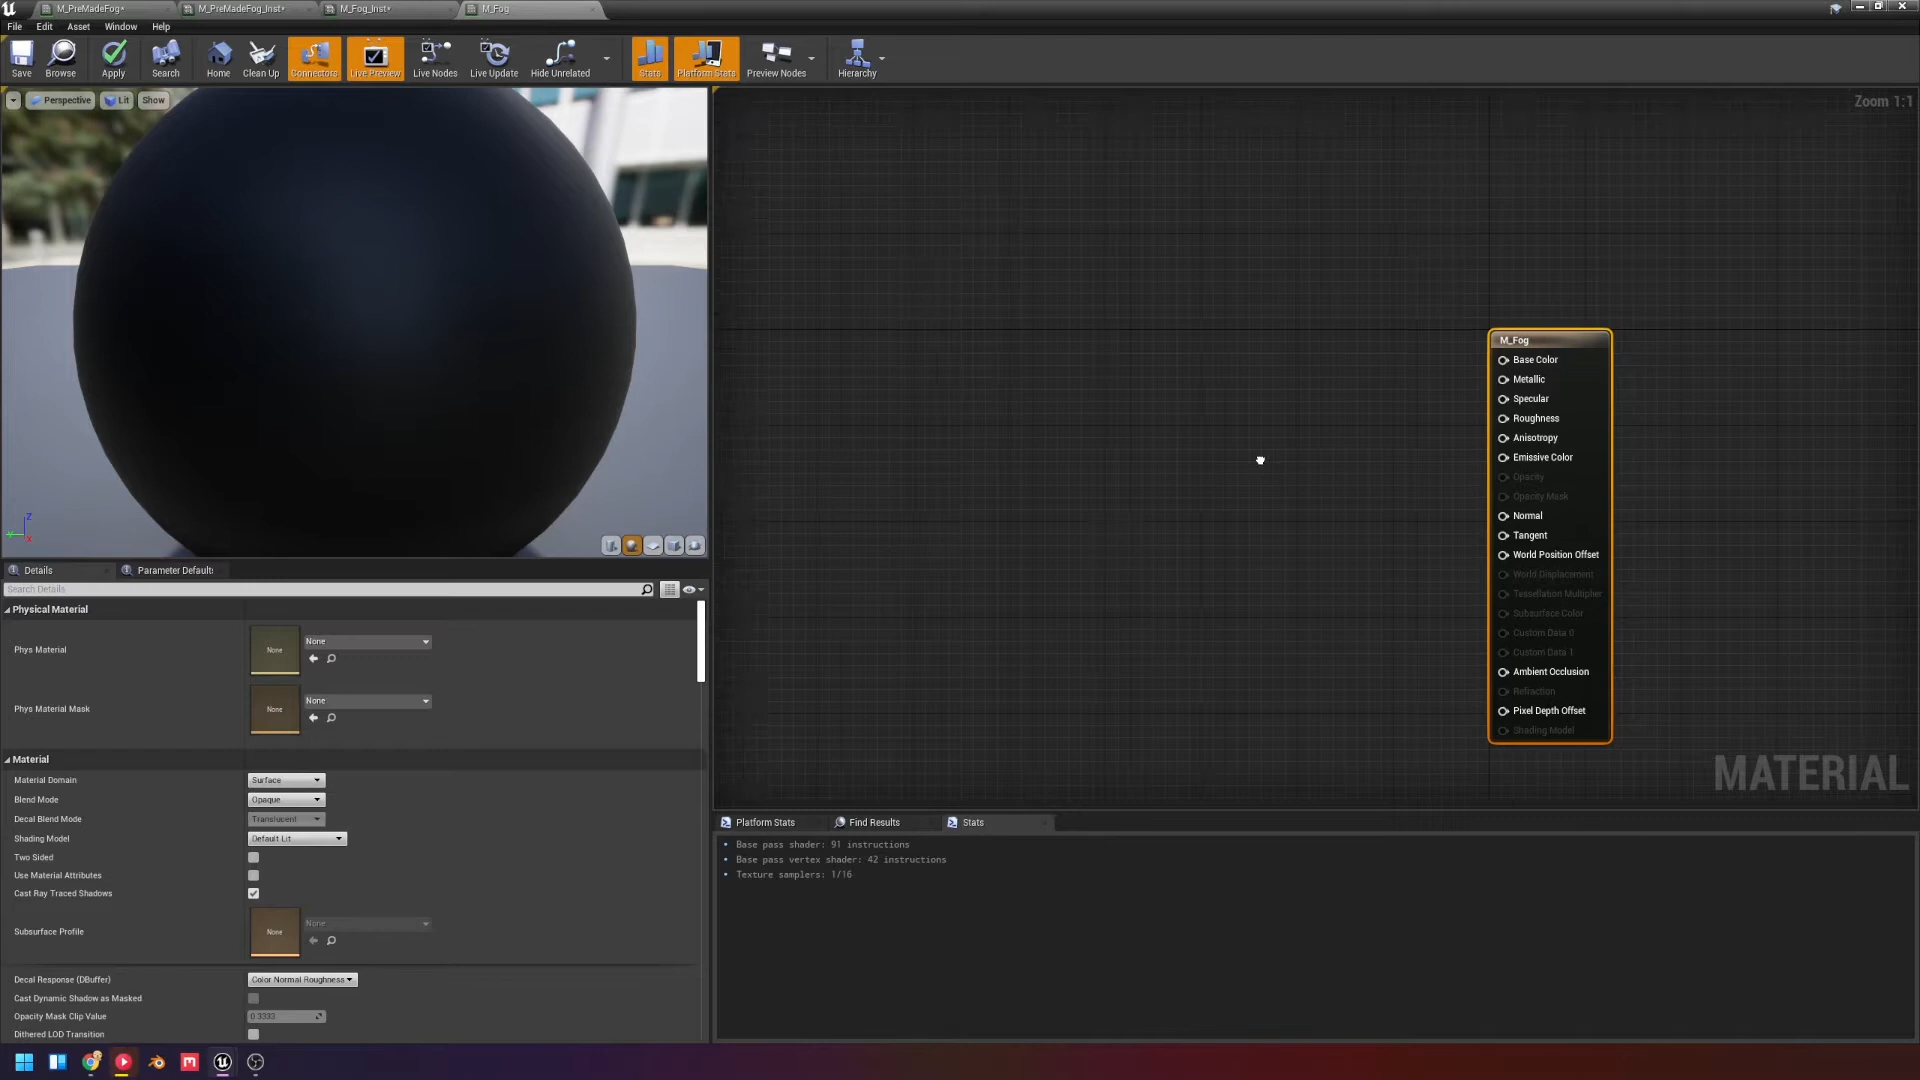 M_PreMadeFog*
M_PreMadeFog_Inst*
M_Fog_Inst*
M_Fog
File
Edit
Asset
Window
Help
Save
Browse
Apply
Search
Home
Clean Up
Connectors
Live Preview
Live Nodes
Live Update
Hide Unrelated
Stats
Platform Stats
Preview Nodes
Hierarchy
Perspective
Lit
Show
Zoom 1:1
M_Fog
Base Color
Metallic
Specular
Roughness
Anisotropy
Emissive Color
Opacity
Opacity Mask
Normal
Tangent
World Position Offset
World Displacement
Tessellation Multiplier
Subsurface Color
Custom Data 0
Custom Data 1
Ambient Occlusion
Refraction
Pixel Depth Offset
Shading Model
MATERIAL
Z
Y
X
Details
Parameter Defaults
Search Details
Physical Material
Phys Material
None
None
Phys Material Mask
None
None
Material
Material Domain
Surface
Blend Mode
Opaque
Decal Blend Mode
Translucent
Shading Model
Default Lit
Two Sided
Use Material Attributes
Cast Ray Traced Shadows
Subsurface Profile
None
None
Decal Response (DBuffer)
Color Normal Roughness
Cast Dynamic Shadow as Masked
Opacity Mask Clip Value
0.3333
Dithered LOD Transition
Platform Stats
Find Results
Stats
Base pass shader: 91 instructions
Base pass vertex shader: 42 instructions
Texture samplers: 1/16